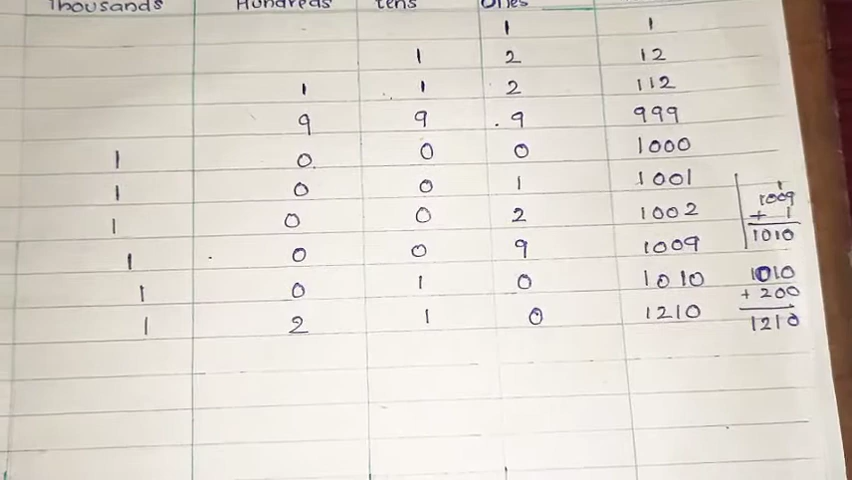 Thousands Hundreds tens Ones
1 1
1 2 12
1 1 2 112
9 9 9 999
1 0 0 0 1000
1 0 0 1 1001
1 0 0 2 1002
1 0 0 9 1009
1 0 1 0 1010
1 2 1 0 1210
1
1009
+ 1
1010
1010
+ 200
1210